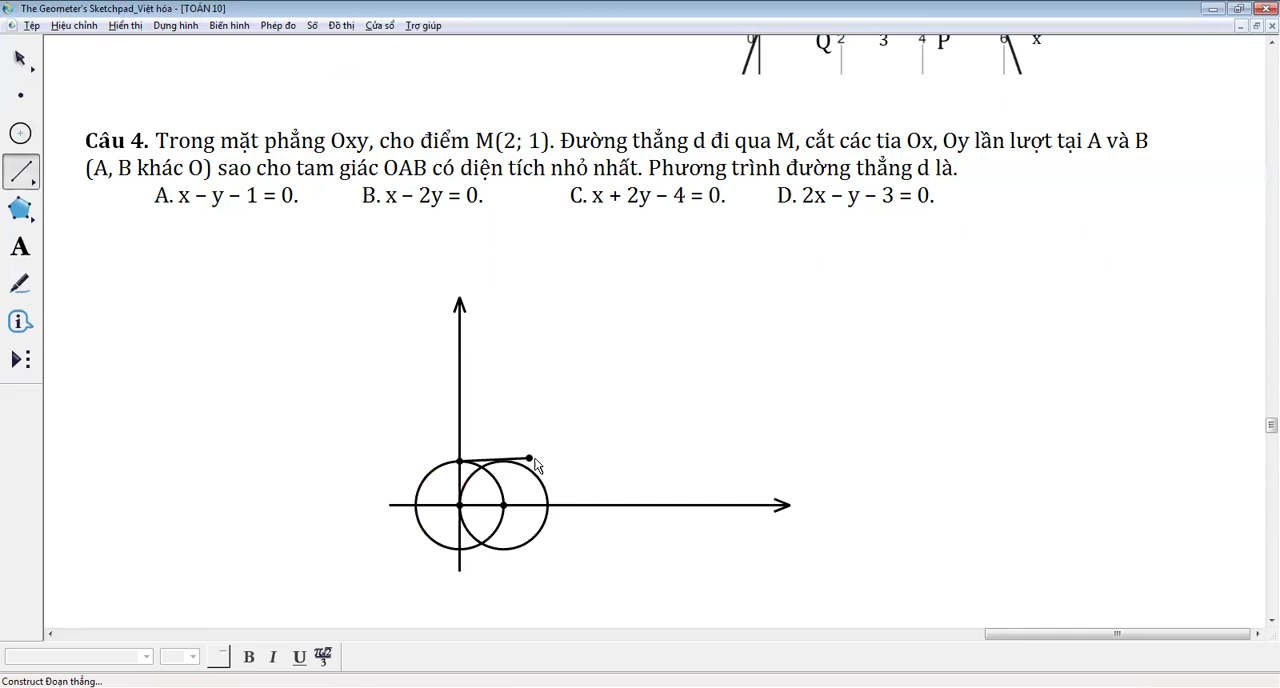 The Geometer's Sketchpad_Việt hóa - [TOÁN 10]
Tệp Hiệu chỉnh Hiển thị Dựng hình Biến hình Phép đo Số Đồ thị Cửa sổ Trợ giúp
Q 2 3 4 P 6 x
Câu 4. Trong mặt phẳng Oxy, cho điểm M(2; 1). Đường thẳng d đi qua M, cắt các tia Ox, Oy lần lượt tại A và B
(A, B khác O) sao cho tam giác OAB có diện tích nhỏ nhất. Phương trình đường thẳng d là.
A. x – y – 1 = 0. B. x – 2y = 0. C. x + 2y – 4 = 0. D. 2x – y – 3 = 0.
A
B I U
Construct Đoạn thẳng...